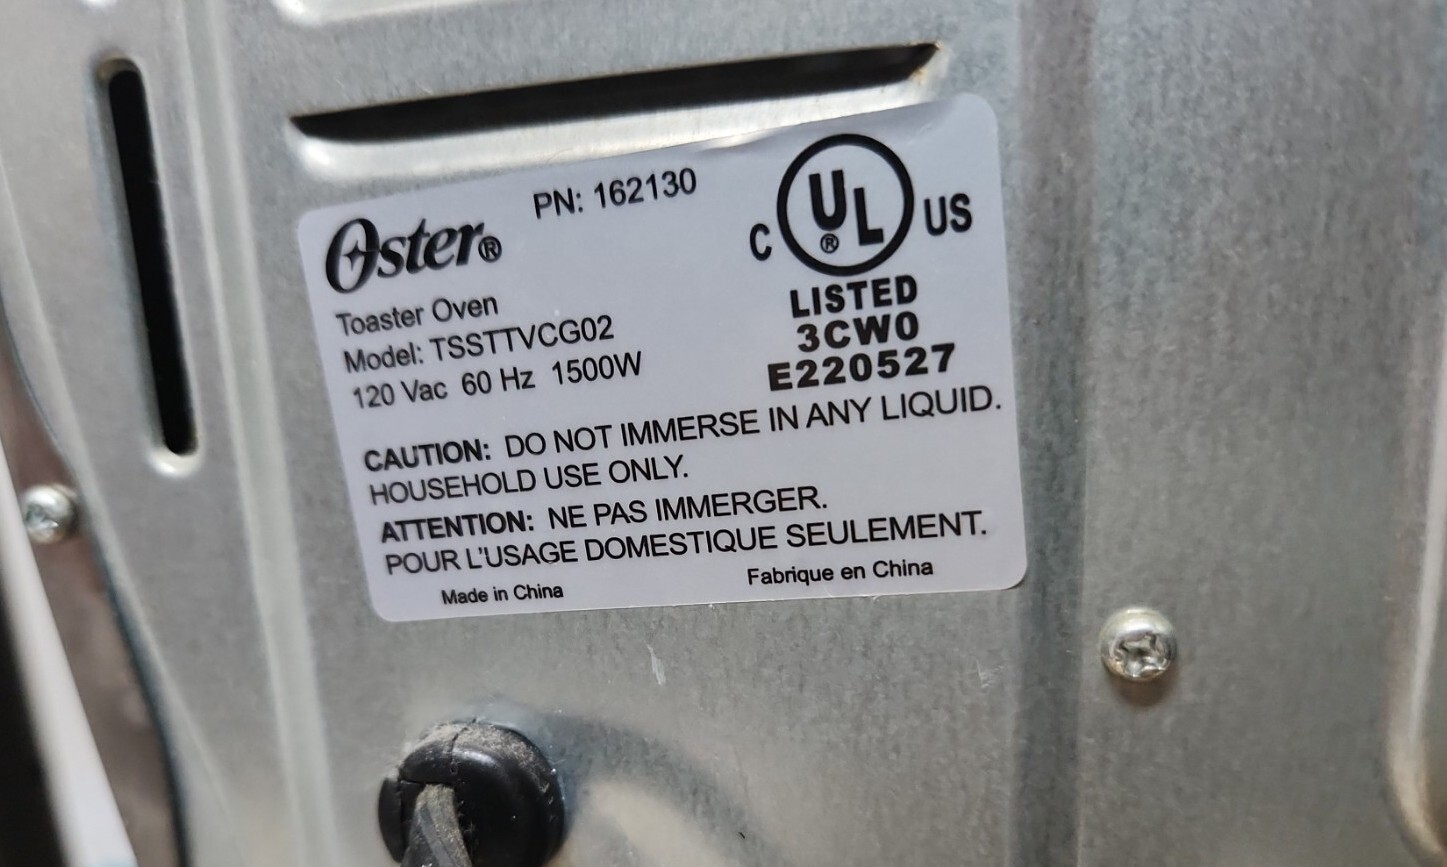 PN: 162130
Oster®
Toaster Oven
Model: TSSTTVCG02
120 Vac 60 Hz 1500W
C UL® US
LISTED
3CW0
E220527
CAUTION: DO NOT IMMERSE IN ANY LIQUID.
HOUSEHOLD USE ONLY.
ATTENTION: NE PAS IMMERGER.
POUR L'USAGE DOMESTIQUE SEULEMENT.
Made in China
Fabrique en China